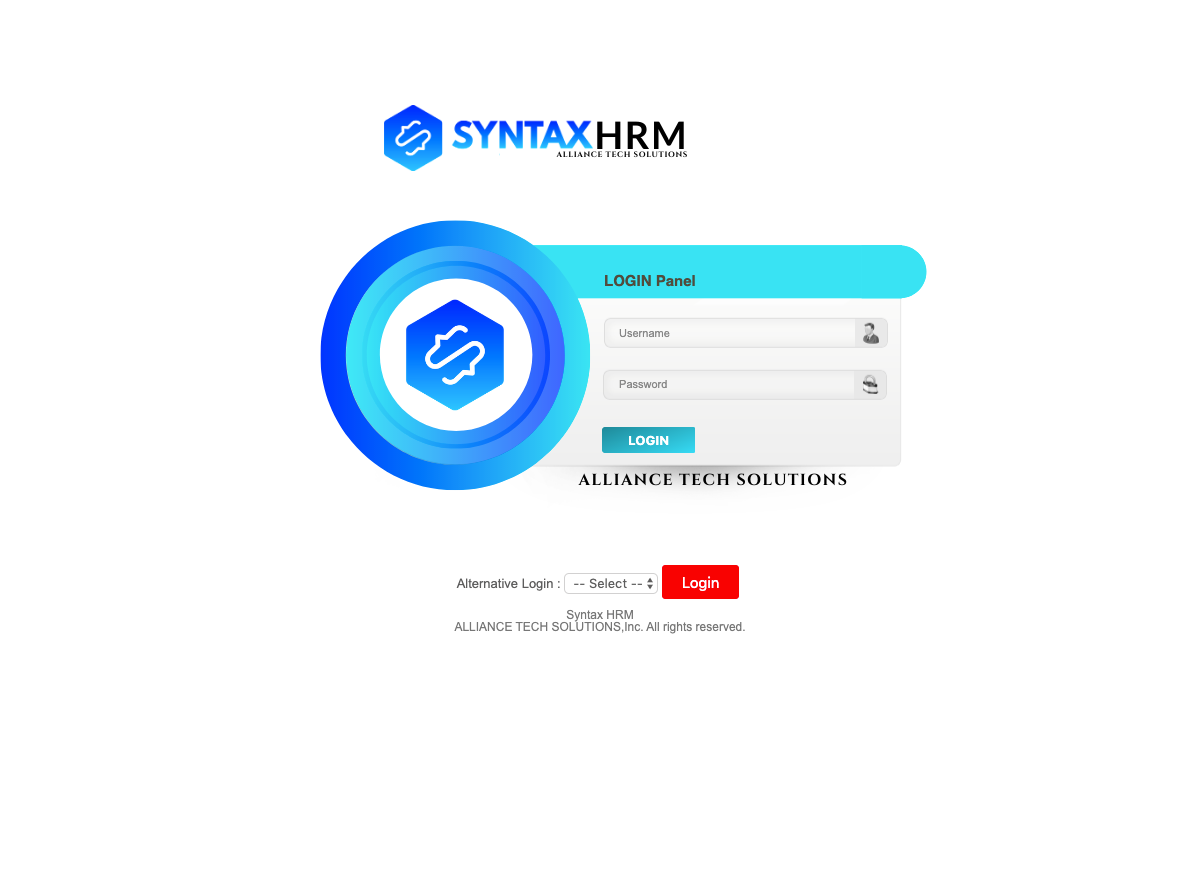 SYNTAXHRM
ALLIANCE TECH SOLUTIONS
LOGIN Panel
Username
Password
LOGIN
ALLIANCE TECH SOLUTIONS
Alternative Login : -- Select -- Login
Syntax HRM
ALLIANCE TECH SOLUTIONS,Inc. All rights reserved.